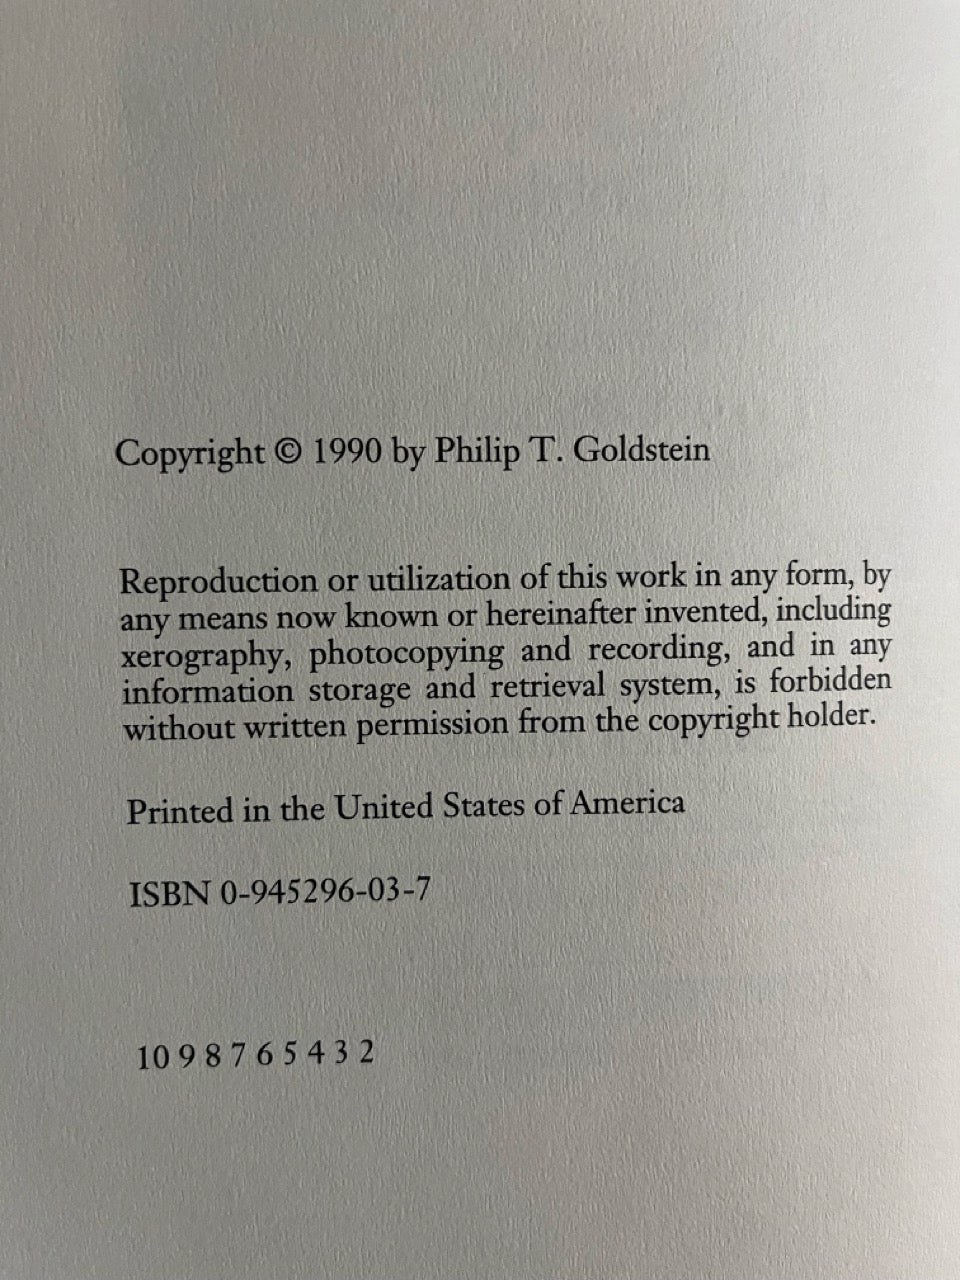 Copyright © 1990 by Philip T. Goldstein
Reproduction or utilization of this work in any form, by
any means now known or hereinafter invented, including
xerography, photocopying and recording, and in any
information storage and retrieval system, is forbidden
without written permission from the copyright holder.
Printed in the United States of America
ISBN 0-945296-03-7
10 9 8 7 6 5 4 3 2